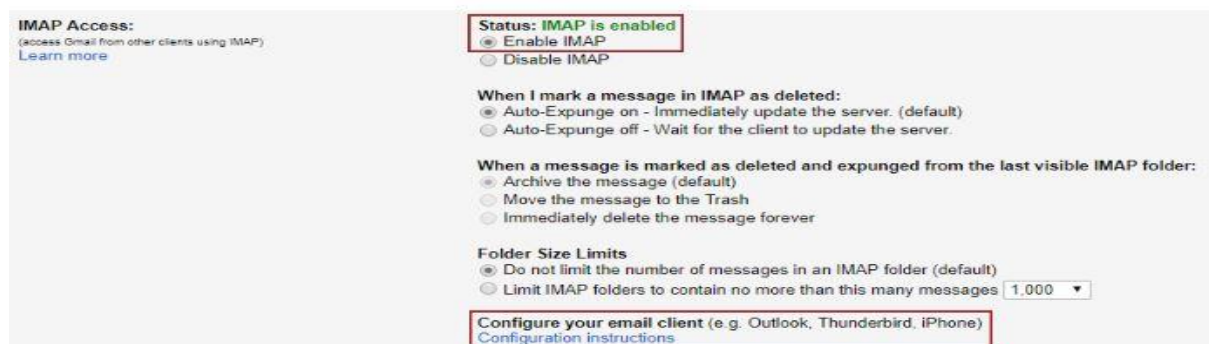 IMAP Access:
(access Gmail from other clients using IMAP)
Learn more
Status: IMAP is enabled
Enable IMAP
Disable IMAP
When I mark a message in IMAP as deleted:
Auto-Expunge on - Immediately update the server. (default)
Auto-Expunge off - Wait for the client to update the server.
When a message is marked as deleted and expunged from the last visible IMAP folder:
Archive the message (default)
Move the message to the Trash
Immediately delete the message forever
Folder Size Limits
Do not limit the number of messages in an IMAP folder (default)
Limit IMAP folders to contain no more than this many messages 1,000
Configure your email client (e.g. Outlook, Thunderbird, iPhone)
Configuration instructions